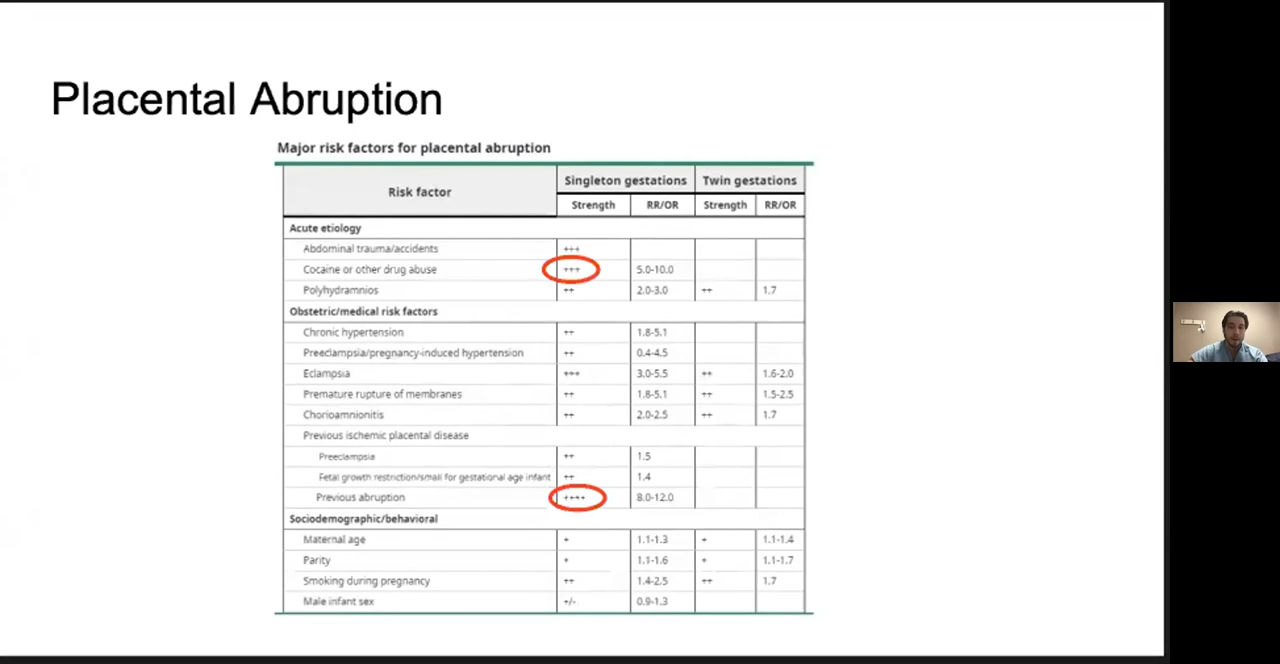 Placental Abruption
Major risk factors for placental abruption
Risk factor Singleton gestations Twin gestations
Strength RR/OR Strength RR/OR
Acute etiology
Abdominal trauma/accidents +++
Cocaine or other drug abuse +++ 5.0-10.0
Polyhydramnios ++ 2.0-3.0 ++ 1.7
Obstetric/medical risk factors
Chronic hypertension ++ 1.8-5.1
Preeclampsia/pregnancy-induced hypertension ++ 0.4-4.5
Eclampsia +++ 3.0-5.5 ++ 1.6-2.0
Premature rupture of membranes ++ 1.8-5.1 ++ 1.5-2.5
Chorioamnionitis ++ 2.0-2.5 ++ 1.7
Previous ischemic placental disease
Preeclampsia ++ 1.5
Fetal growth restriction/small for gestational age infant ++ 1.4
Previous abruption ++++ 8.0-12.0
Sociodemographic/behavioral
Maternal age + 1.1-1.3 + 1.1-1.4
Parity + 1.1-1.6 + 1.1-1.7
Smoking during pregnancy ++ 1.4-2.5 ++ 1.7
Male infant sex +/- 0.9-1.3